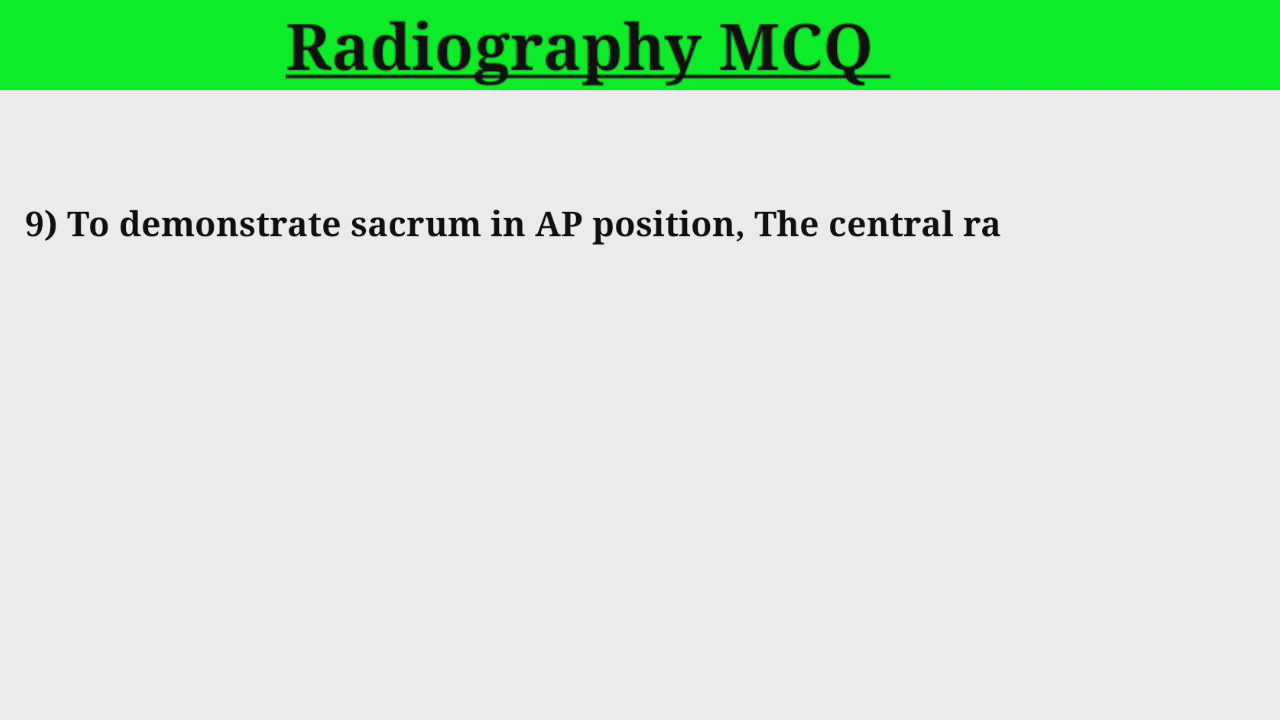 Radiography MCQ
9) To demonstrate sacrum in AP position, The central ra